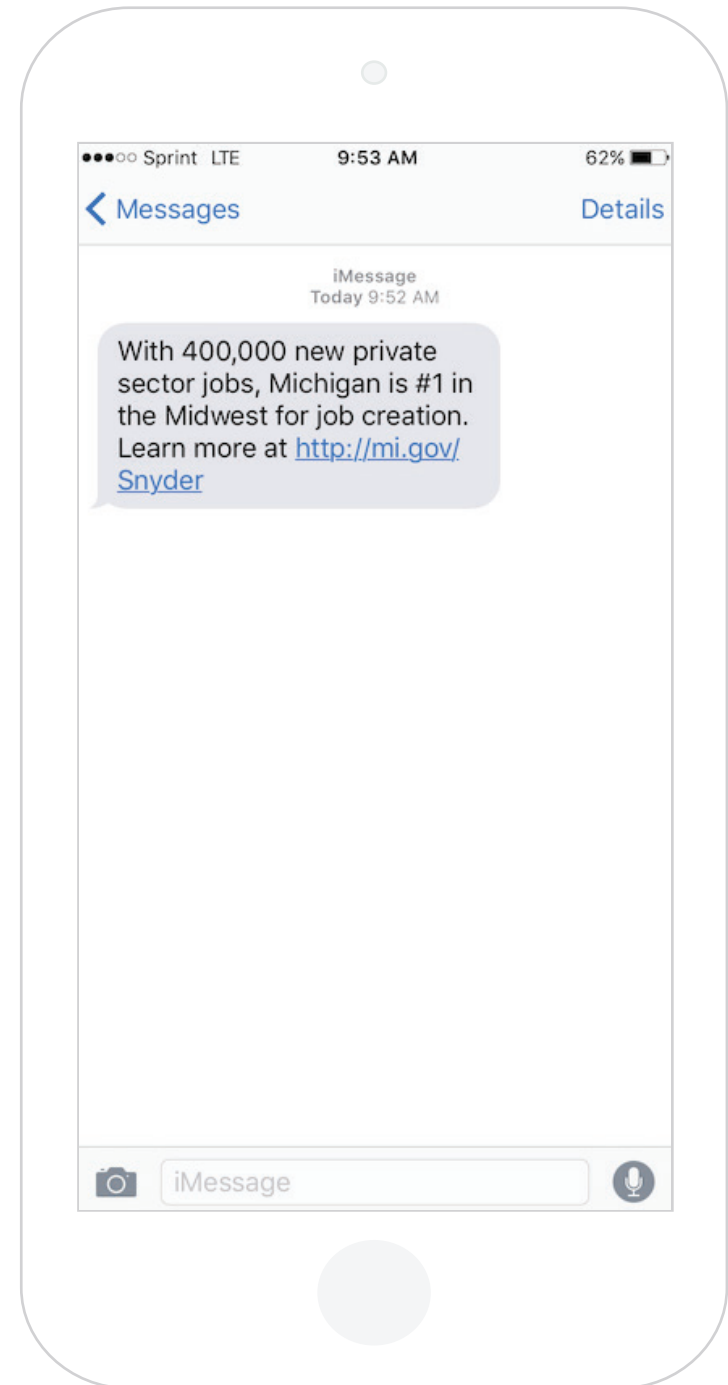 Sprint LTE 9:53 AM 62%
Messages Details
iMessage
Today 9:52 AM
With 400,000 new private
sector jobs, Michigan is #1 in
the Midwest for job creation.
Learn more at http://mi.gov/
Snyder
iMessage